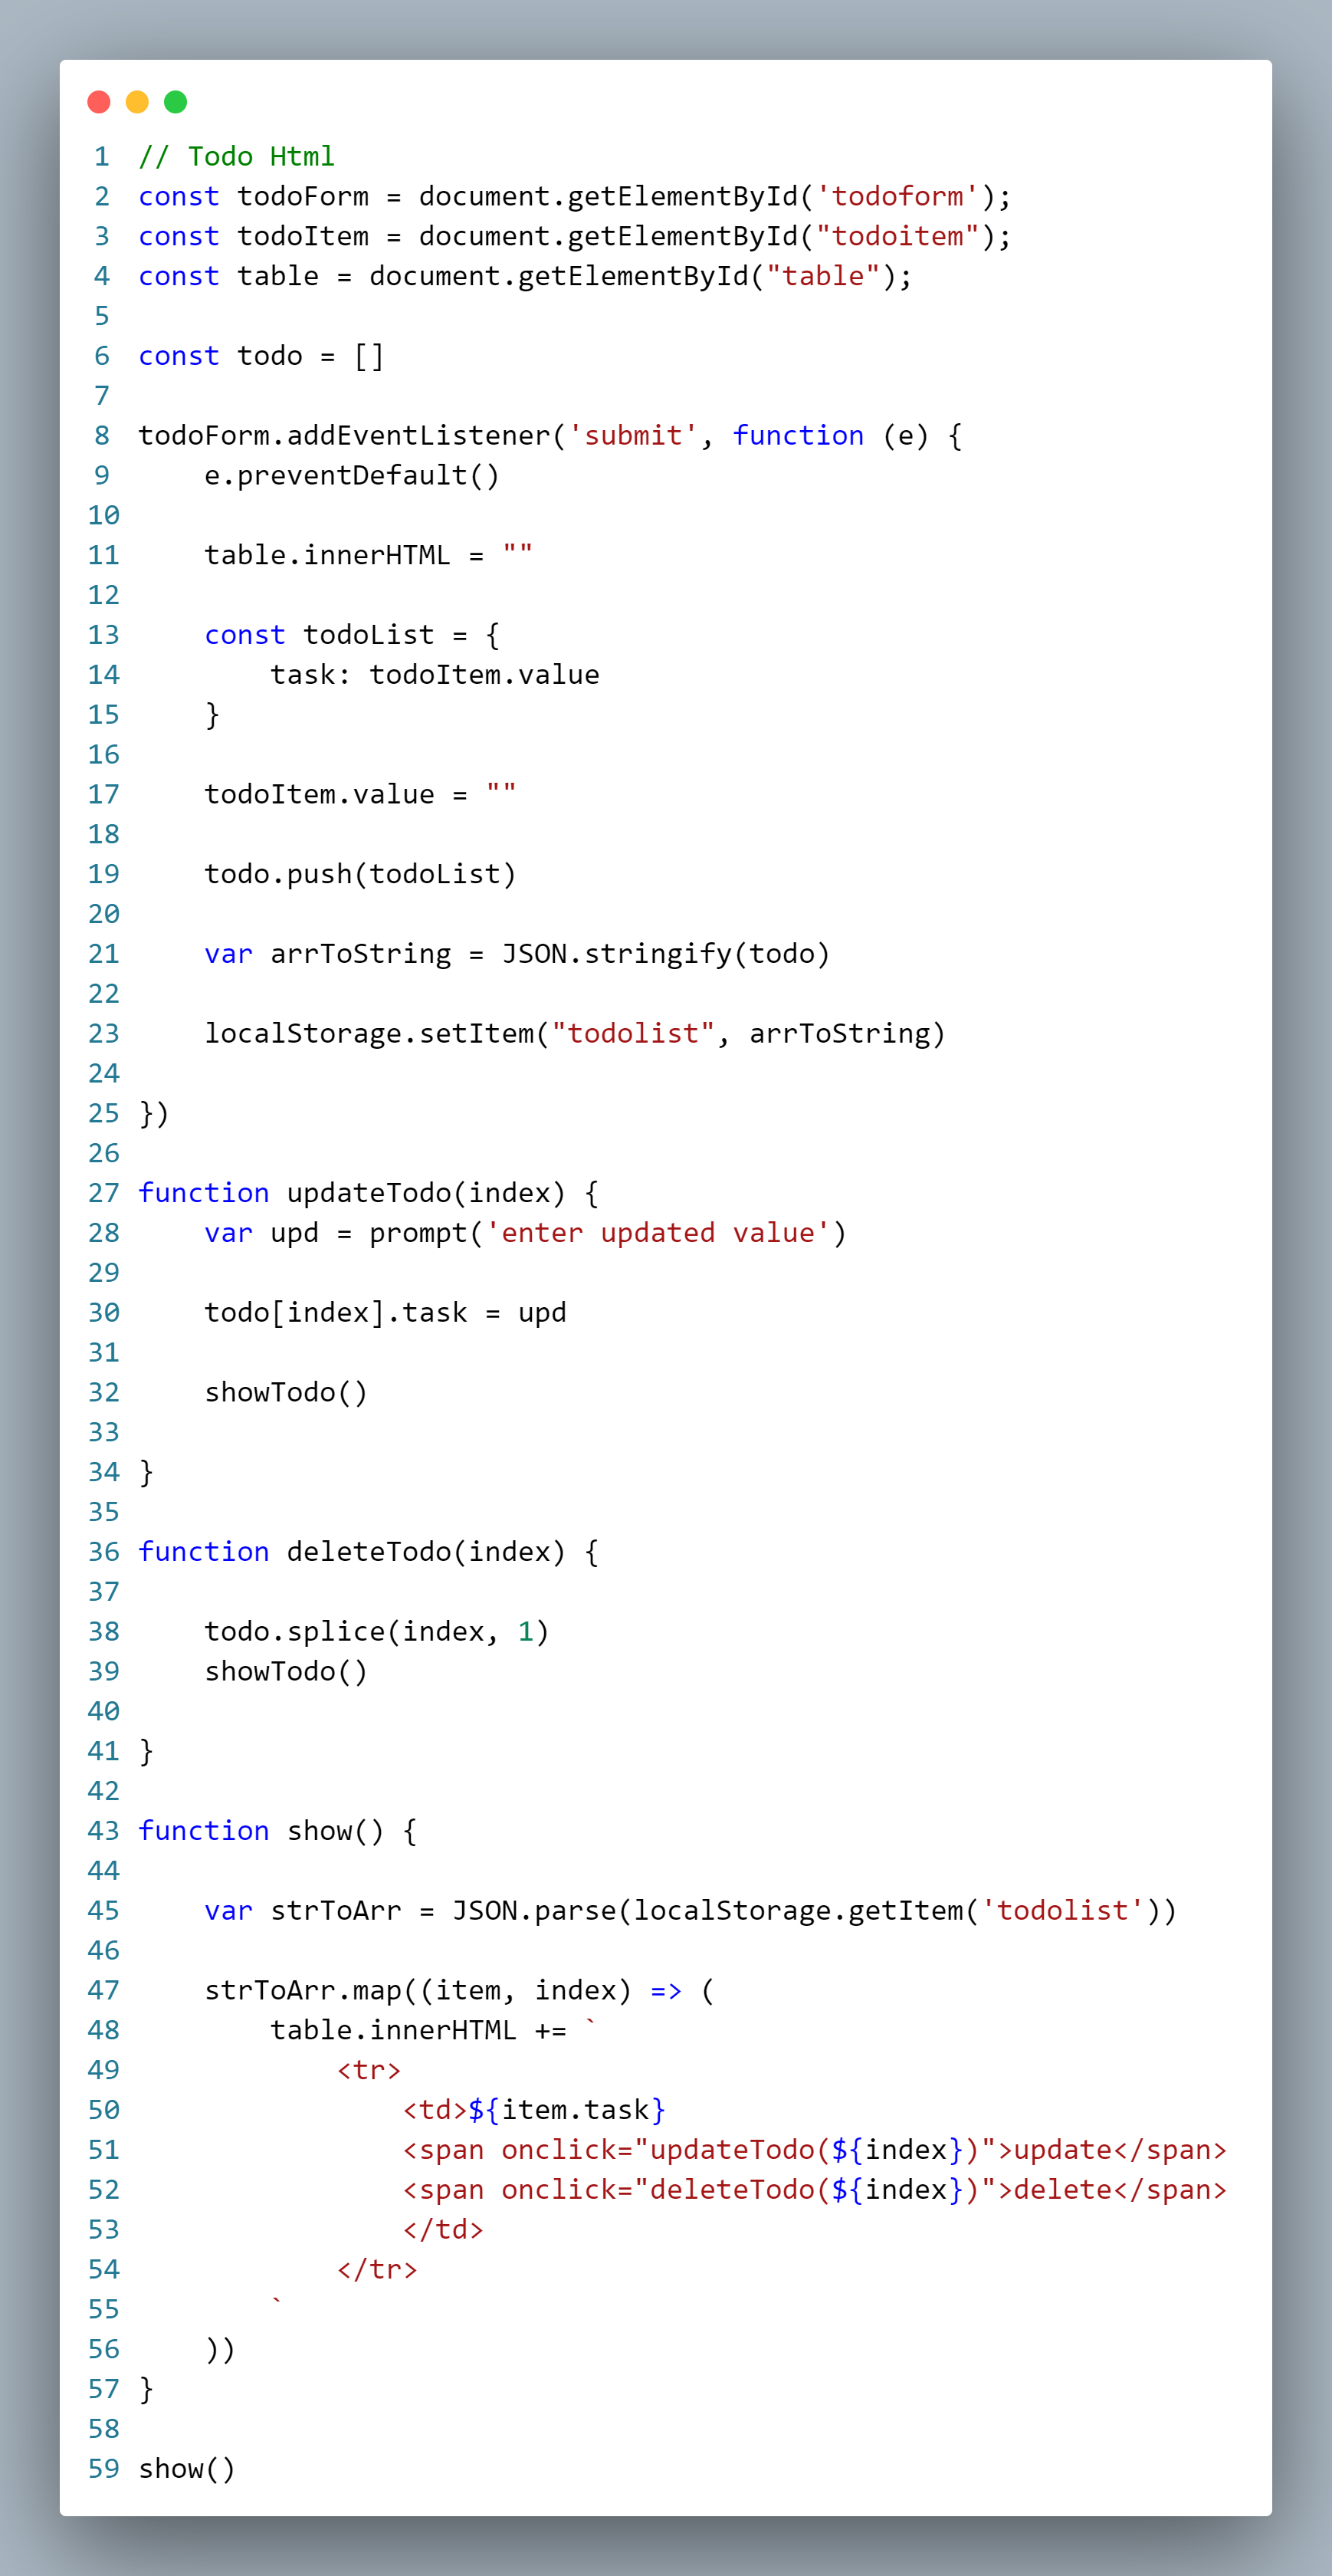 1 // Todo Html
2 const todoForm = document.getElementById('todoform');
3 const todoItem = document.getElementById("todoitem");
4 const table = document.getElementById("table");
5
6 const todo = []
7
8 todoForm.addEventListener('submit', function (e) {
9     e.preventDefault()
10
11     table.innerHTML = ""
12
13     const todoList = {
14         task: todoItem.value
15     }
16
17     todoItem.value = ""
18
19     todo.push(todoList)
20
21     var arrToString = JSON.stringify(todo)
22
23     localStorage.setItem("todolist", arrToString)
24
25 })
26
27 function updateTodo(index) {
28     var upd = prompt('enter updated value')
29
30     todo[index].task = upd
31
32     showTodo()
33
34 }
35
36 function deleteTodo(index) {
37
38     todo.splice(index, 1)
39     showTodo()
40
41 }
42
43 function show() {
44
45     var strToArr = JSON.parse(localStorage.getItem('todolist'))
46
47     strToArr.map((item, index) => (
48         table.innerHTML += `
49             <tr>
50                 <td>${item.task}
51                 <span onclick="updateTodo(${index})">update</span>
52                 <span onclick="deleteTodo(${index})">delete</span>
53                 </td>
54             </tr>
55         `
56     ))
57 }
58
59 show()